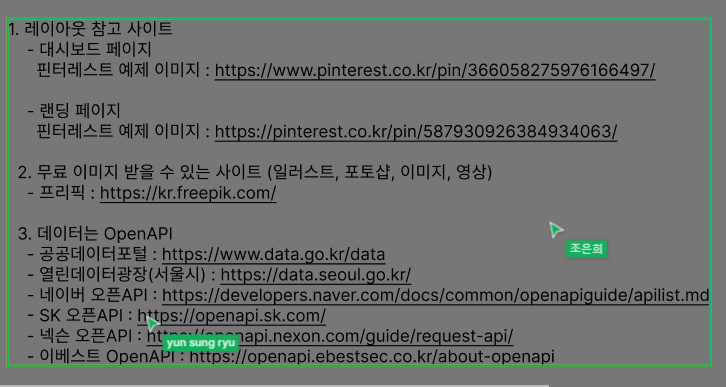 1. 레이아웃 참고 사이트
- 대시보드 페이지
핀터레스트 예제 이미지 : https://www.pinterest.co.kr/pin/366058275976166497/
- 랜딩 페이지
핀터레스트 예제 이미지 : https://pinterest.co.kr/pin/587930926384934063/
2. 무료 이미지 받을 수 있는 사이트 (일러스트, 포토샵, 이미지, 영상)
- 프리픽 : https://kr.freepik.com/
3. 데이터는 OpenAPI
- 공공데이터포털 : https://www.data.go.kr/data
조은희
- 열린데이터광장(서울시) : https://data.seoul.go.kr/
- 네이버 오픈API : https://developers.naver.com/docs/common/openapiguide/apilist.md
- SK 오픈API : https://openapi.sk.com/
- 넥슨 오픈API : https://openapi.nexon.com/guide/request-api/
yun sung ryu
- 이베스트 OpenAPI : https://openapi.ebestsec.co.kr/about-openapi